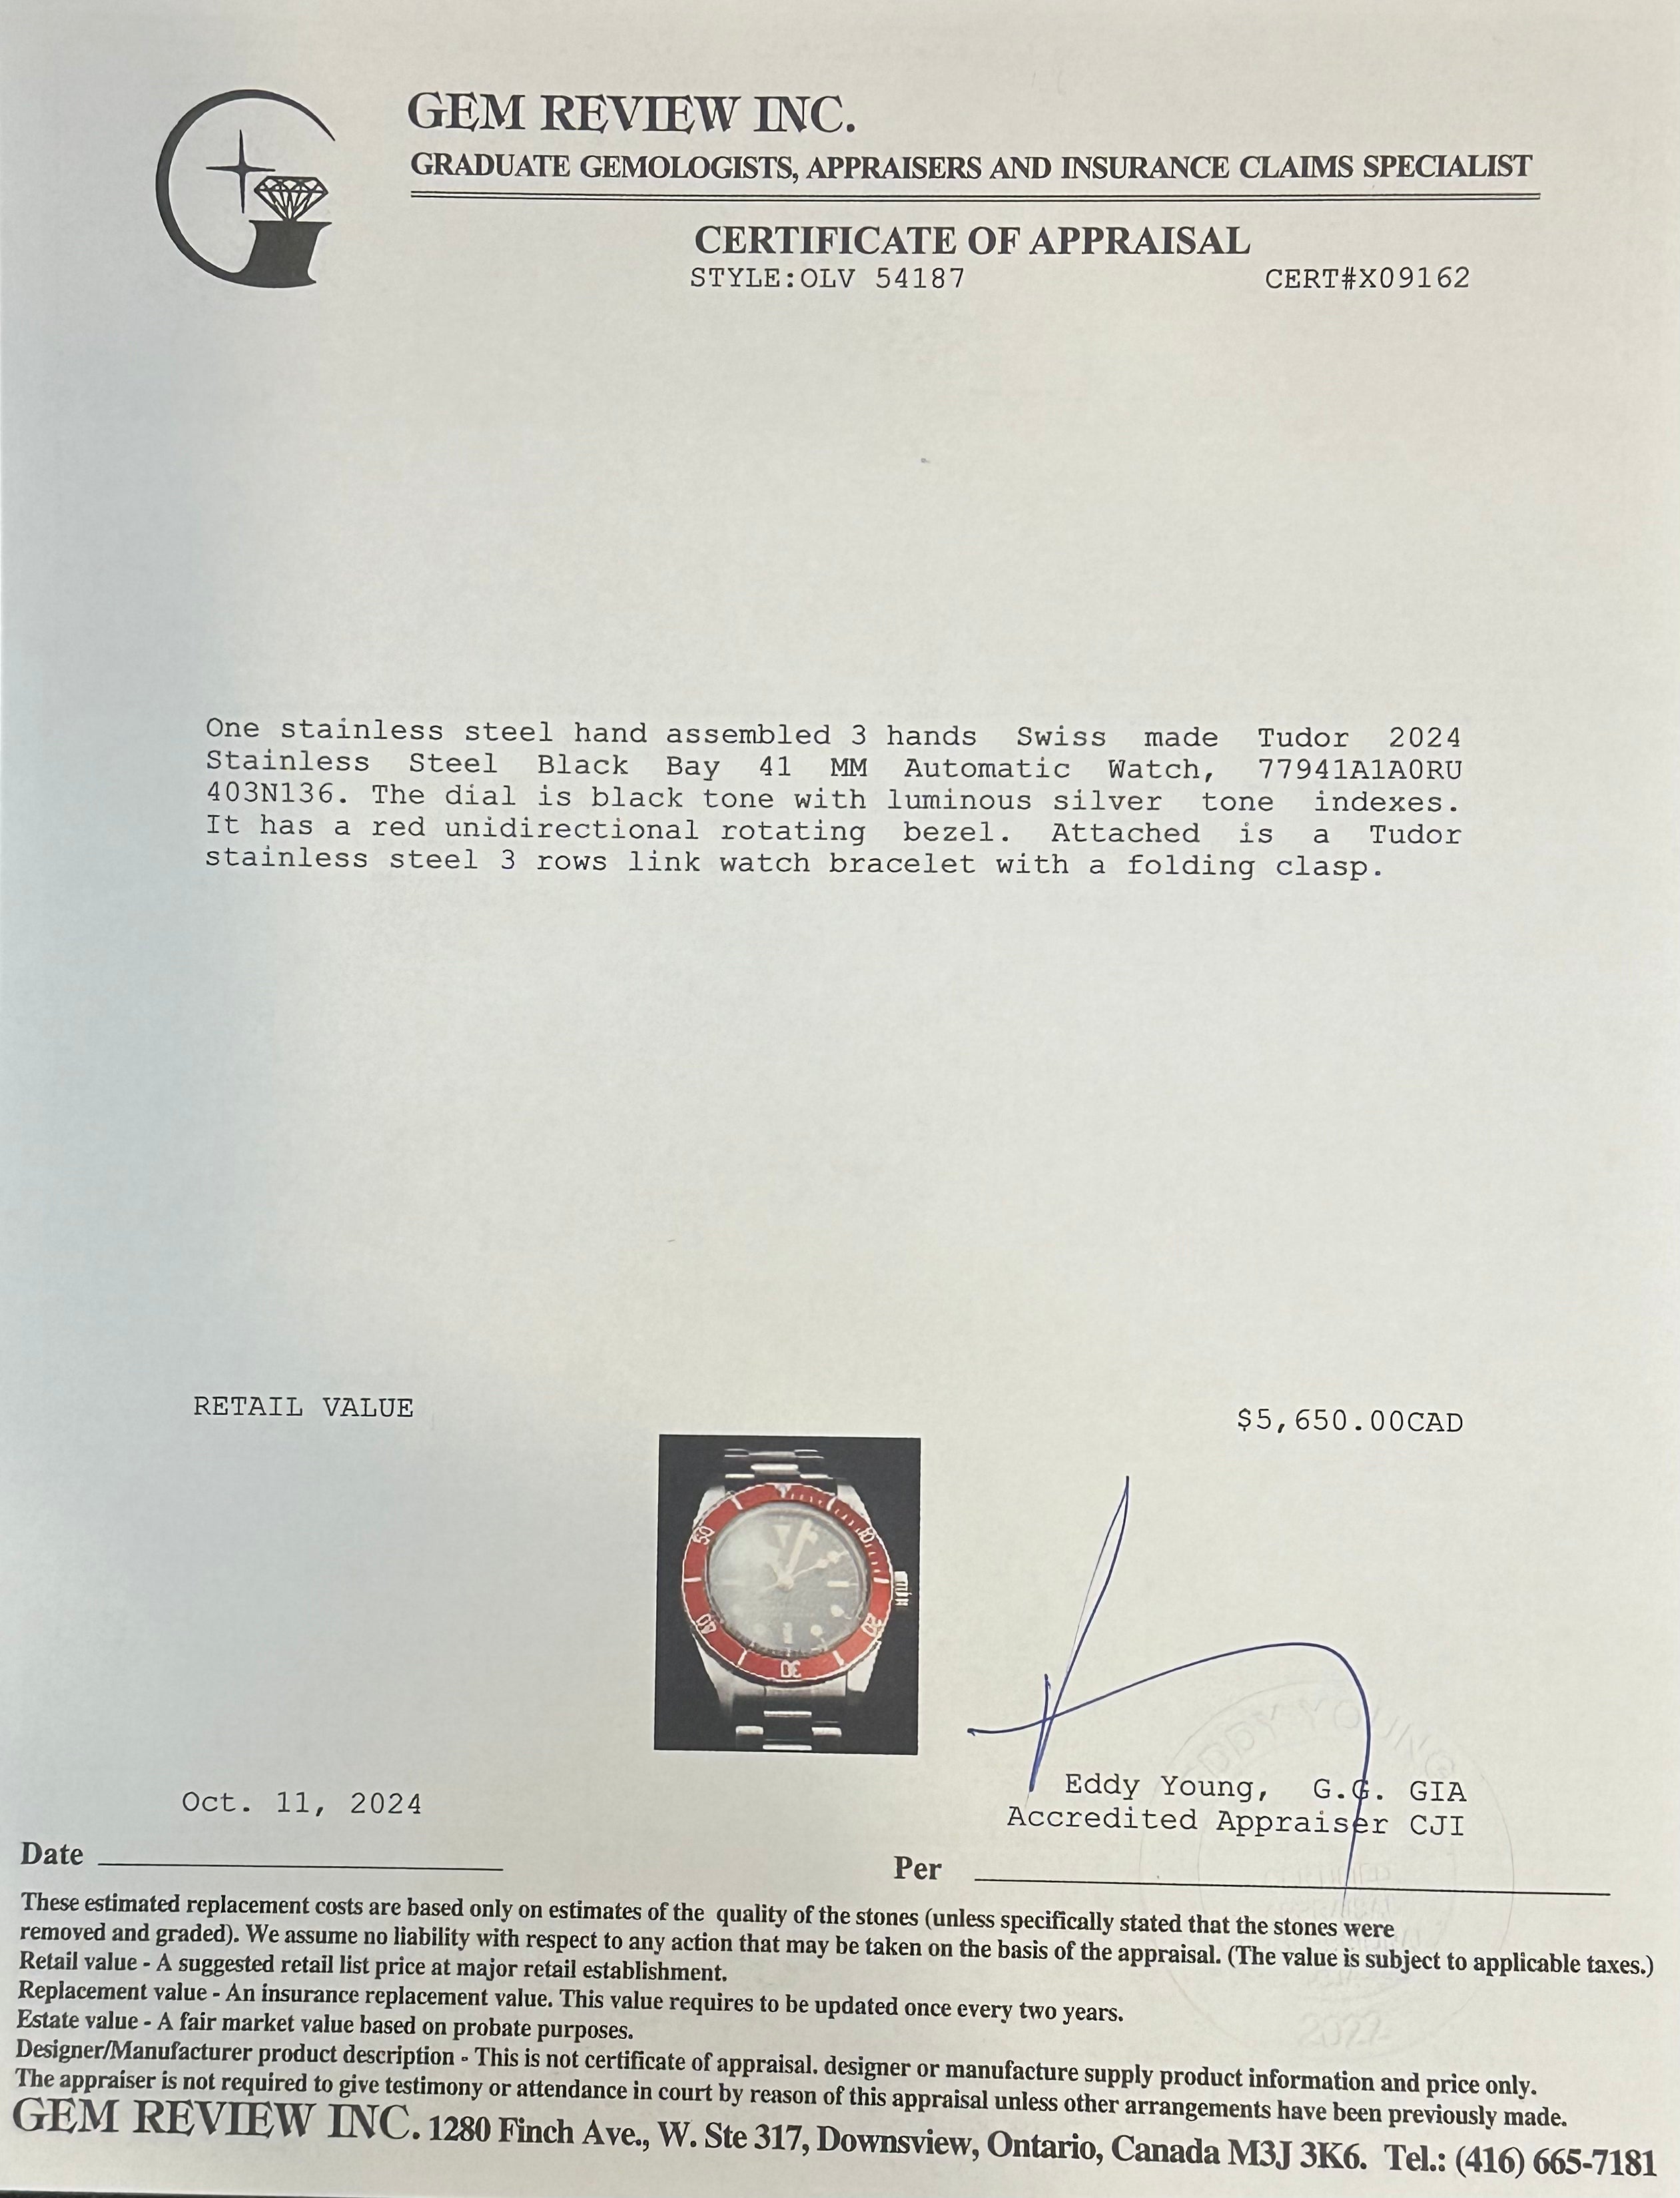 GEM REVIEW INC.
GRADUATE GEMOLOGISTS, APPRAISERS AND INSURANCE CLAIMS SPECIALIST
CERTIFICATE OF APPRAISAL
STYLE:OLV 54187 CERT#X09162
One stainless steel hand assembled 3 hands Swiss made Tudor 2024
Stainless Steel Black Bay 41 MM Automatic Watch, 77941A1A0RU
403N136. The dial is black tone with luminous silver tone indexes.
It has a red unidirectional rotating bezel. Attached is a Tudor
stainless steel 3 rows link watch bracelet with a folding clasp.
RETAIL VALUE $5,650.00CAD
50 10
40 20
30
EDDY YOUNG
Eddy Young, G.G. GIA
Oct. 11, 2024
Accredited Appraiser CJI
Date
Per
These estimated replacement costs are based only on estimates of the quality of the stones (unless specifically stated that the stones were
removed and graded). We assume no liability with respect to any action that may be taken on the basis of the appraisal. (The value is subject to applicable taxes.)
Retail value - A suggested retail list price at major retail establishment.
Replacement value - An insurance replacement value. This value requires to be updated once every two years.
Estate value - A fair market value based on probate purposes.
2022
Designer/Manufacturer product description - This is not certificate of appraisal. designer or manufacture supply product information and price only.
The appraiser is not required to give testimony or attendance in court by reason of this appraisal unless other arrangements have been previously made.
GEM REVIEW INC. 1280 Finch Ave., W. Ste 317, Downsview, Ontario, Canada M3J 3K6. Tel.: (416) 665-7181